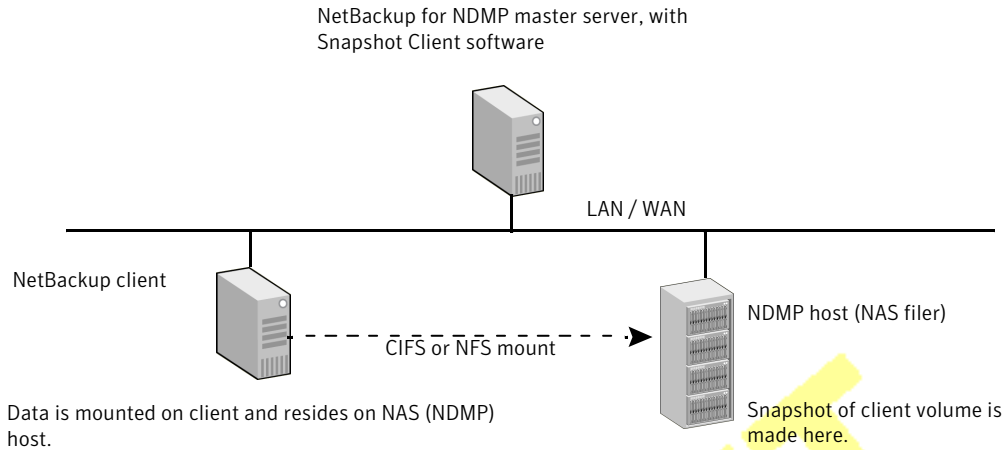 NetBackup for NDMP master server, with
Snapshot Client software
LAN / WAN
NetBackup client
NDMP host (NAS filer)
CIFS or NFS mount
Data is mounted on client and resides on NAS (NDMP)
host.
Snapshot of client volume is
made here.